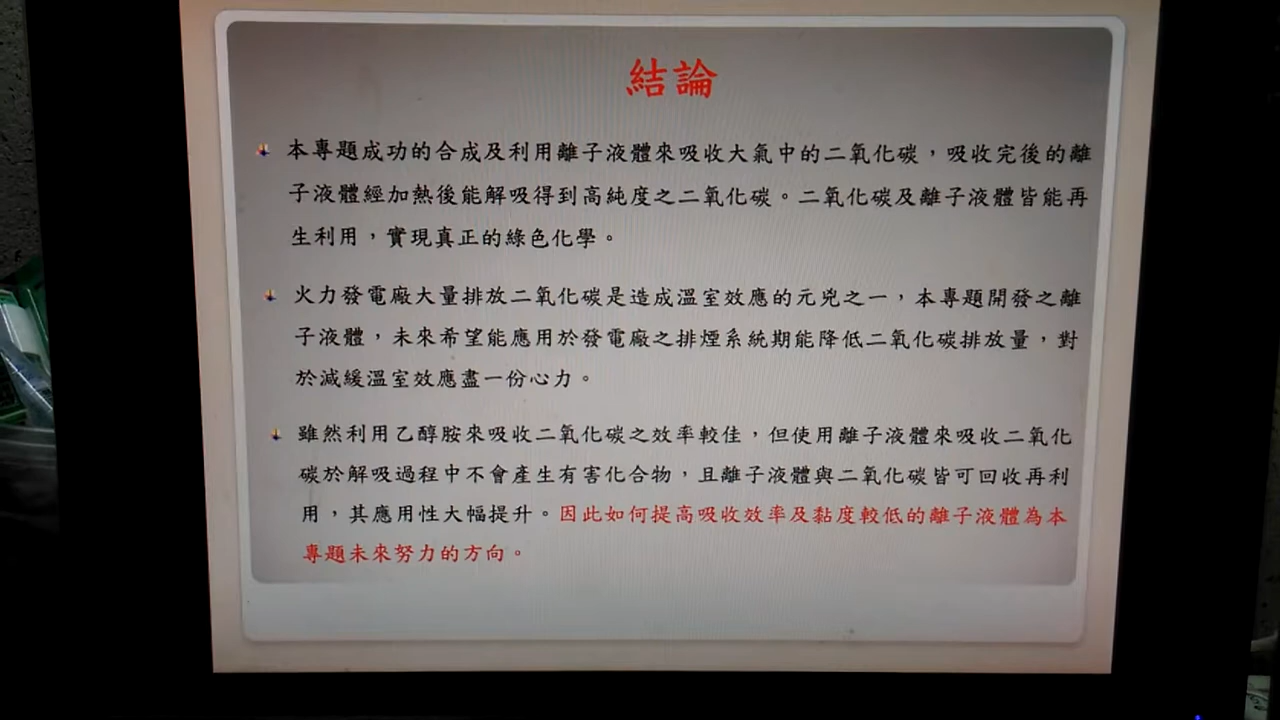 結論
本專題成功的合成及利用離子液體來吸收大氣中的二氧化碳，吸收完後的離
子液體經加熱後能解吸得到高純度之二氧化碳。二氧化碳及離子液體皆能再
生利用，實現真正的綠色化學。
火力發電廠大量排放二氧化碳是造成溫室效應的元兇之一，本專題開發之離
子液體，未來希望能應用於發電廠之排煙系統期能降低二氧化碳排放量，對
於減緩溫室效應盡一份心力。
雖然利用乙醇胺來吸收二氧化碳之效率較佳，但使用離子液體來吸收二氧化
碳於解吸過程中不會產生有害化合物，且離子液體與二氧化碳皆可回收再利
用，其應用性大幅提升。因此如何提高吸收效率及黏度較低的離子液體為本
專題未來努力的方向。